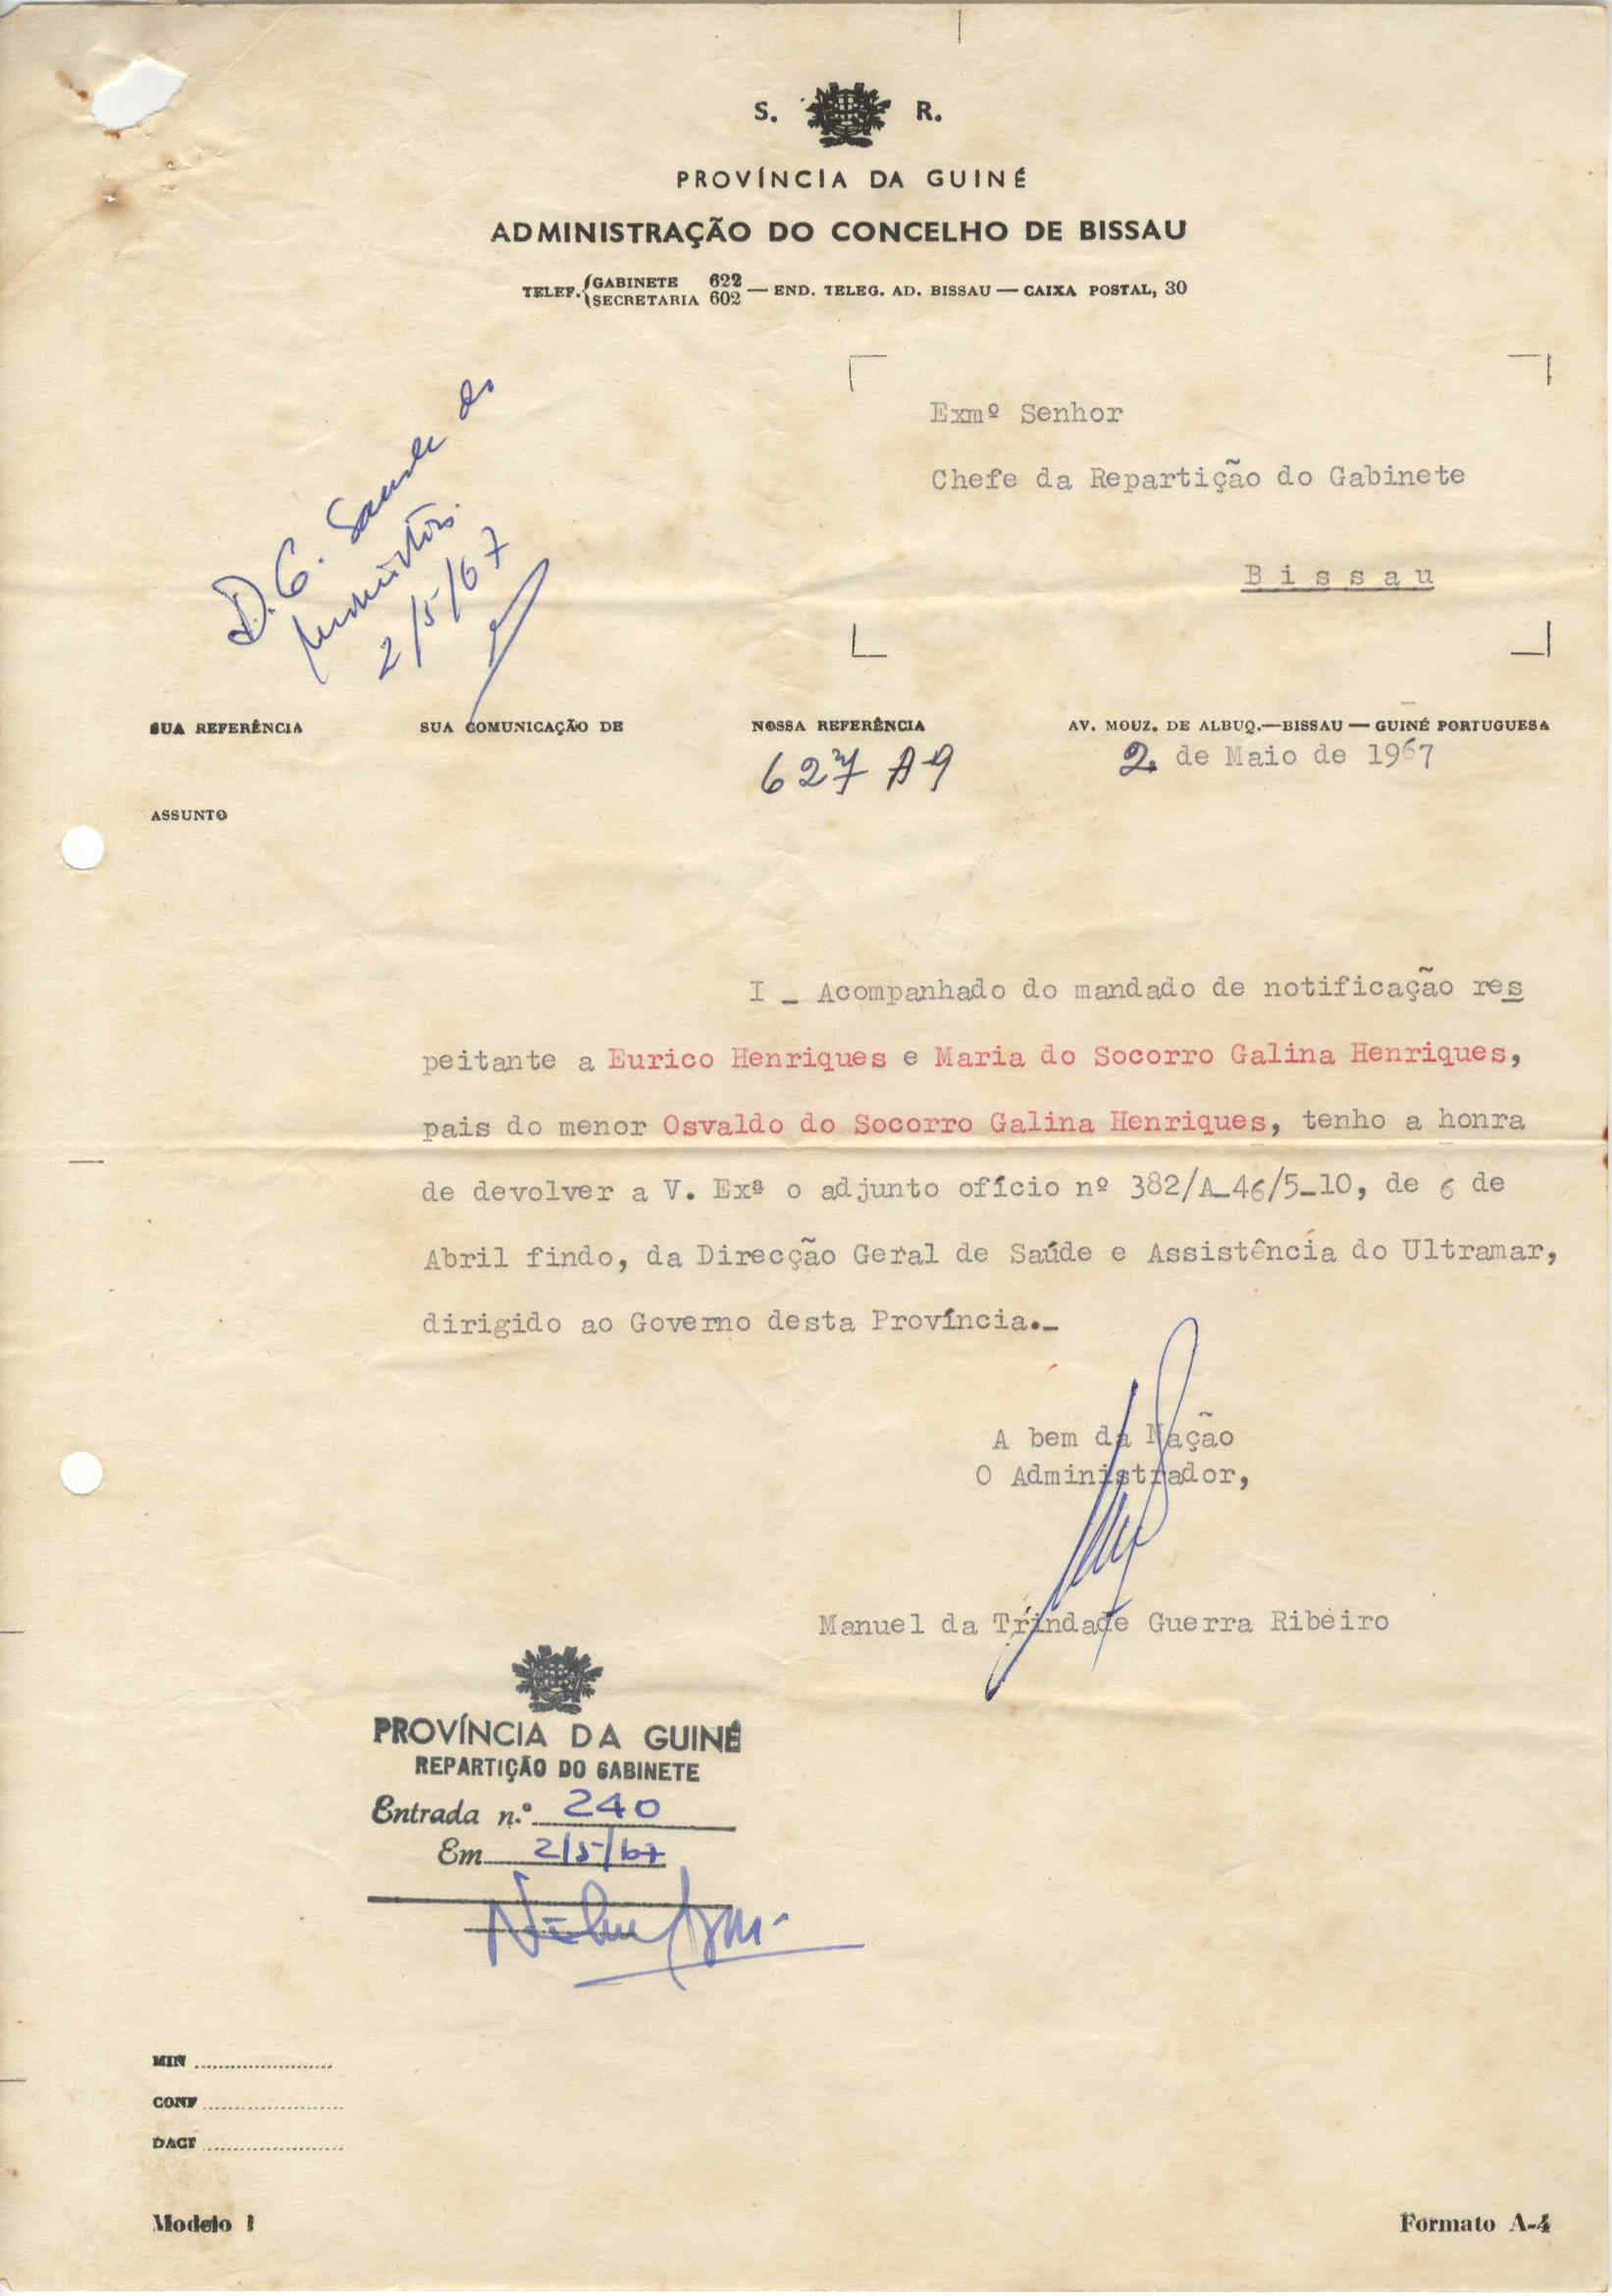 S. R.
PROVÍNCIA DA GUINÉ
ADMINISTRAÇÃO DO CONCELHO DE BISSAU
TELEF. GABINETE 622 SECRETARIA 602 — END. TELEG. AD. BISSAU — CAIXA POSTAL, 30
Exmº Senhor
Chefe da Repartição do Gabinete
Bissau
D. G. Saude do
2/5/67
SUA REFERÊNCIA SUA COMUNICAÇÃO DE NOSSA REFERÊNCIA AV. MOUZ. DE ALBUQ.—BISSAU — GUINÉ PORTUGUESA
627 A9 2. de Maio de 1967
ASSUNTO
I _ Acompanhado do mandado de notificação res
peitante a Eurico Henriques e Maria do Socorro Galina Henriques,
pais do menor Osvaldo do Socorro Galina Henriques, tenho a honra
de devolver a V. Exª o adjunto ofício nº 382/A_46/5_10, de 6 de
Abril findo, da Direcção Geral de Saúde e Assistência do Ultramar,
dirigido ao Governo desta Província._
A bem da Nação
O Administrador,
Manuel da Trindade Guerra Ribeiro
PROVÍNCIA DA GUINÉ
REPARTIÇÃO DO GABINETE
Entrada n.º 240
Em 2/5/67
MIN
CONF
DACT
Modelo 1 Formato A-4